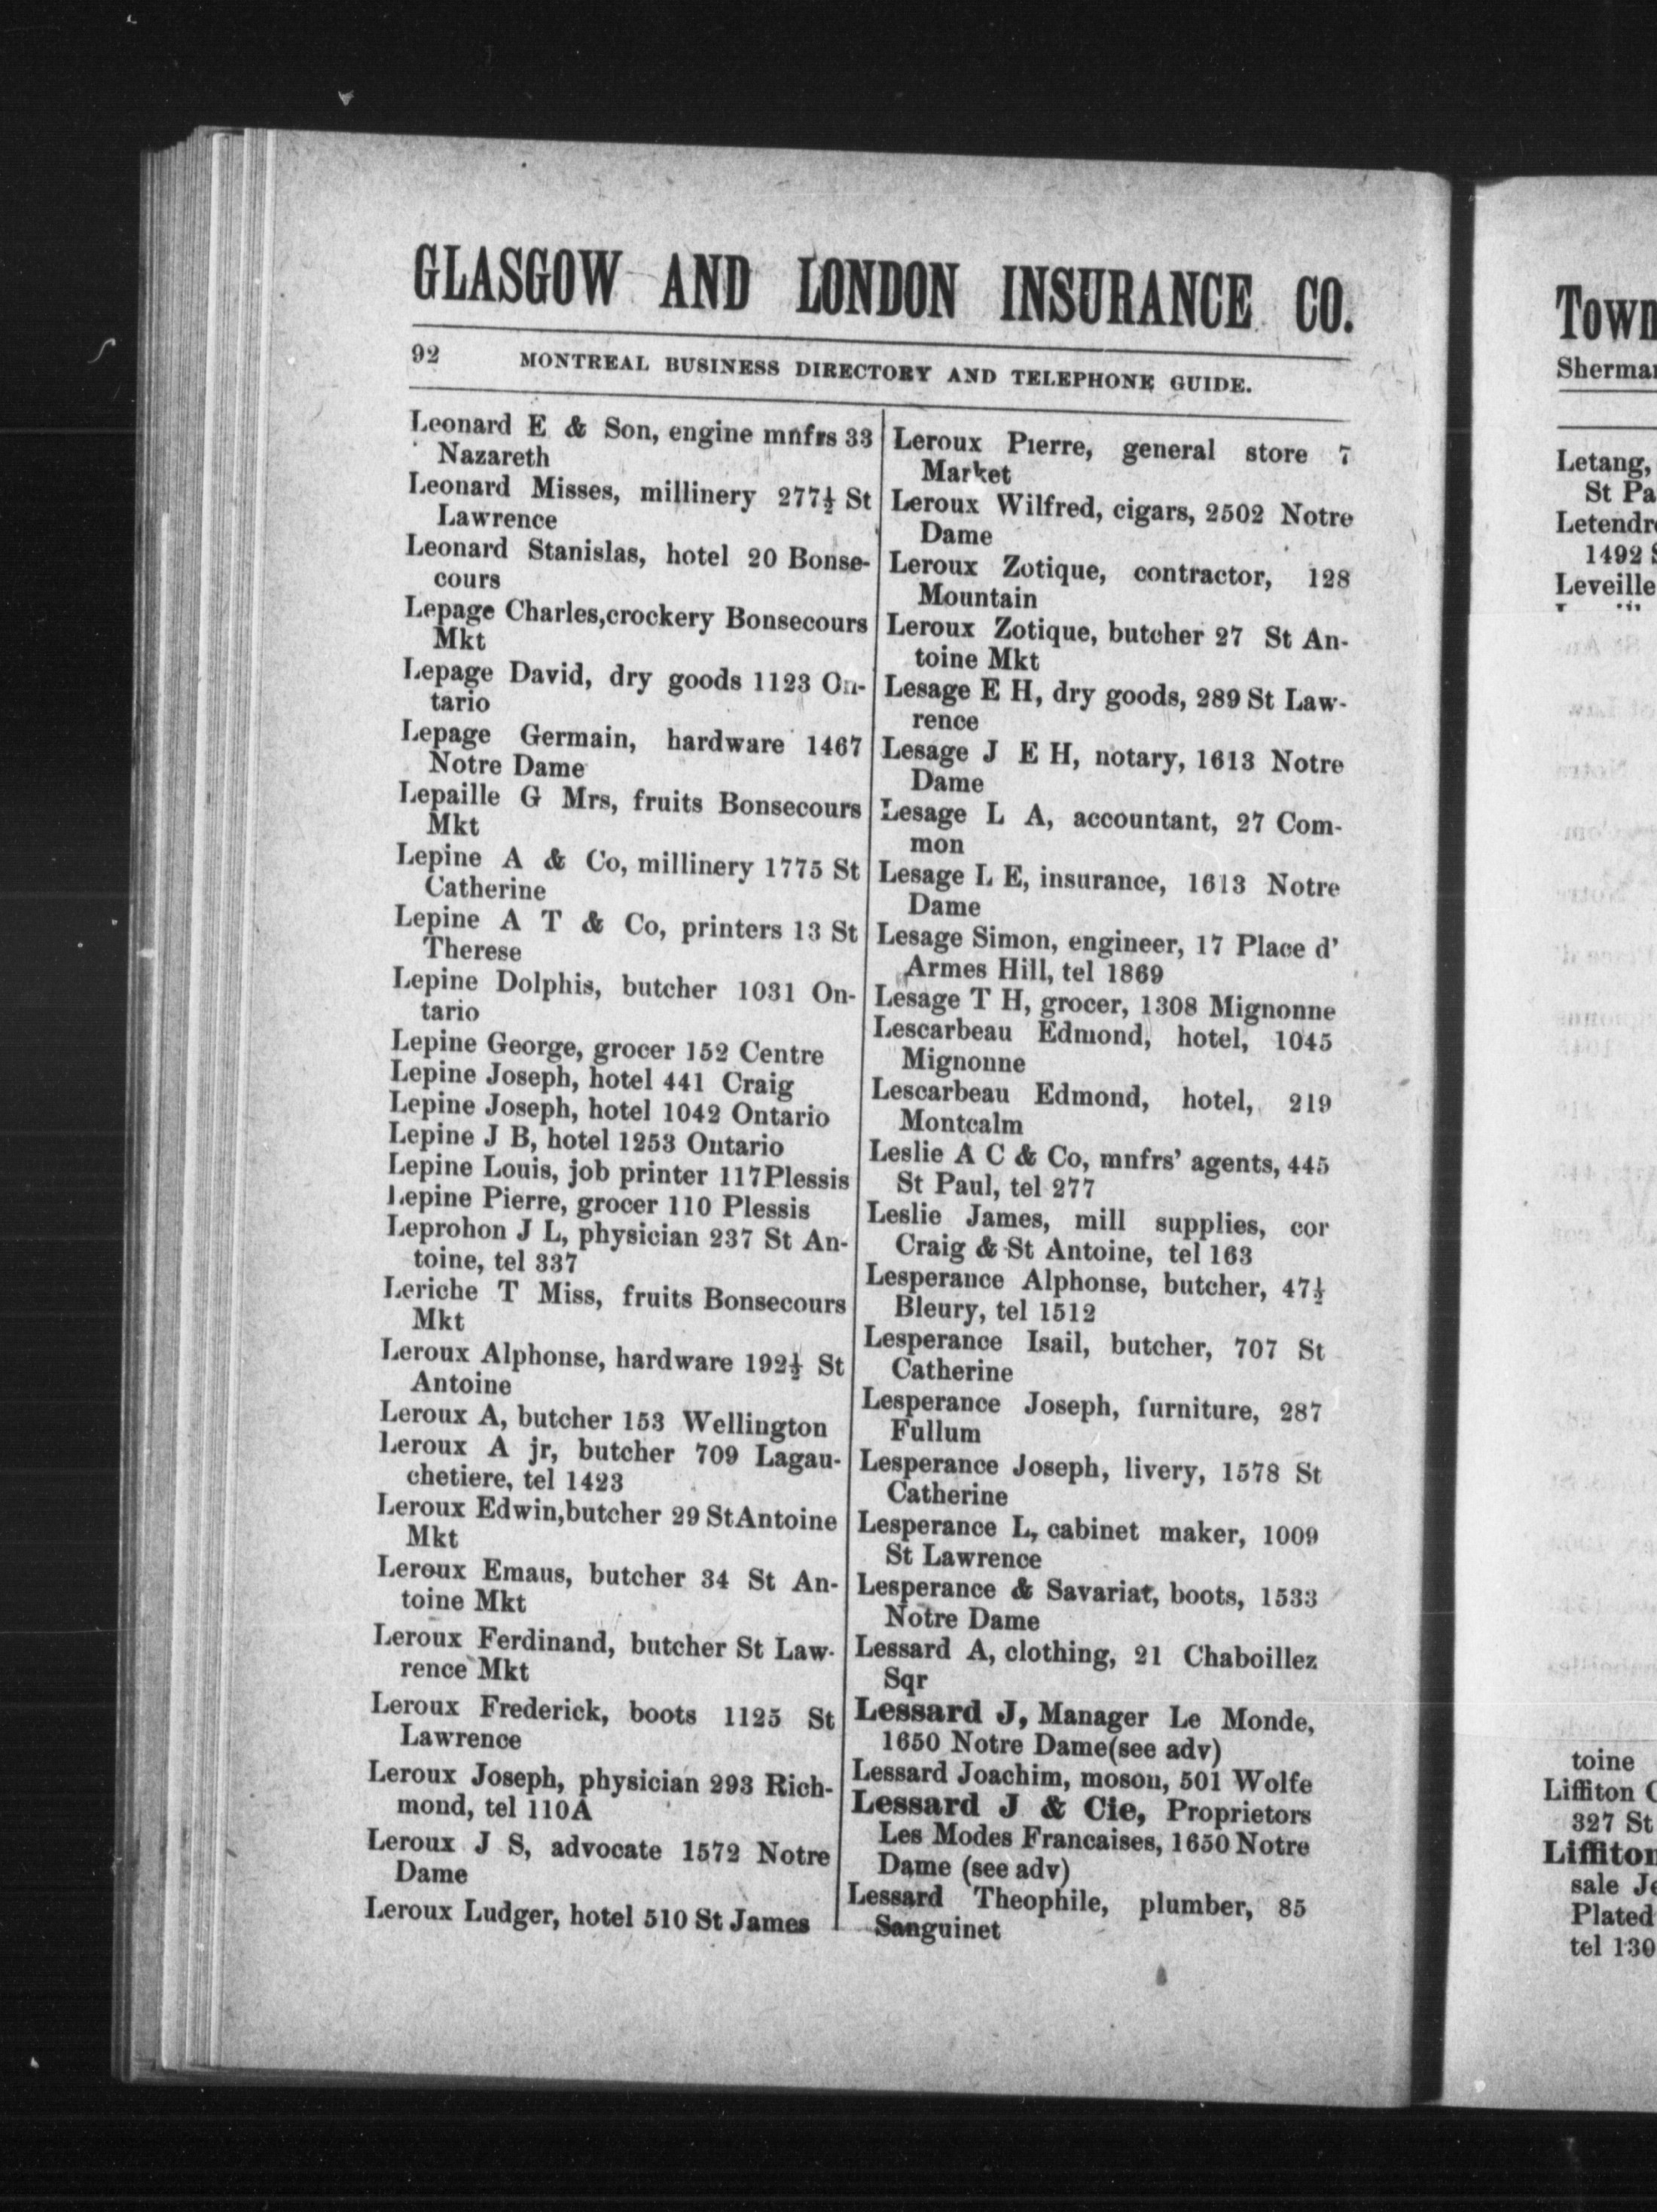 GLASGOW AND LONDON INSURANCE CO.
92 MONTREAL BUSINESS DIRECTORY AND TELEPHONE GUIDE.
Leonard E & Son, engine mnfrs 33
Nazareth
Leonard Misses, millinery 277½ St
Lawrence
Leonard Stanislas, hotel 20 Bonse-
cours
Lepage Charles,crockery Bonsecours
Mkt
Lepage David, dry goods 1123 On-
tario
Lepage Germain, hardware 1467
Notre Dame
Lepaille G Mrs, fruits Bonsecours
Mkt
Lepine A & Co, millinery 1775 St
Catherine
Lepine A T & Co, printers 13 St
Therese
Lepine Dolphis, butcher 1031 On-
tario
Lepine George, grocer 152 Centre
Lepine Joseph, hotel 441 Craig
Lepine Joseph, hotel 1042 Ontario
Lepine J B, hotel 1253 Ontario
Lepine Louis, job printer 117Plessis
Lepine Pierre, grocer 110 Plessis
Leprohon J L, physician 237 St An-
toine, tel 337
Leriche T Miss, fruits Bonsecours
Mkt
Leroux Alphonse, hardware 192½ St
Antoine
Leroux A, butcher 153 Wellington
Leroux A jr, butcher 709 Lagau-
chetiere, tel 1423
Leroux Edwin,butcher 29 StAntoine
Mkt
Leroux Emaus, butcher 34 St An-
toine Mkt
Leroux Ferdinand, butcher St Law-
rence Mkt
Leroux Frederick, boots 1125 St
Lawrence
Leroux Joseph, physician 293 Rich-
mond, tel 110A
Leroux J S, advocate 1572 Notre
Dame
Leroux Ludger, hotel 510 St James
Leroux Pierre, general store 7
Market
Leroux Wilfred, cigars, 2502 Notre
Dame
Leroux Zotique, contractor, 128
Mountain
Leroux Zotique, butcher 27 St An-
toine Mkt
Lesage E H, dry goods, 289 St Law-
rence
Lesage J E H, notary, 1613 Notre
Dame
Lesage L A, accountant, 27 Com-
mon
Lesage L E, insurance, 1613 Notre
Dame
Lesage Simon, engineer, 17 Place d'
Armes Hill, tel 1869
Lesage T H, grocer, 1308 Mignonne
Lescarbeau Edmond, hotel, 1045
Mignonne
Lescarbeau Edmond, hotel, 219
Montcalm
Leslie A C & Co, mnfrs' agents, 445
St Paul, tel 277
Leslie James, mill supplies, cor
Craig & St Antoine, tel 163
Lesperance Alphonse, butcher, 47½
Bleury, tel 1512
Lesperance Isail, butcher, 707 St
Catherine
Lesperance Joseph, furniture, 287
Fullum
Lesperance Joseph, livery, 1578 St
Catherine
Lesperance L, cabinet maker, 1009
St Lawrence
Lesperance & Savariat, boots, 1533
Notre Dame
Lessard A, clothing, 21 Chaboillez
Sqr
Lessard J, Manager Le Monde,
1650 Notre Dame(see adv)
Lessard Joachim, moson, 501 Wolfe
Lessard J & Cie, Proprietors
Les Modes Francaises, 1650 Notre
Dame (see adv)
Lessard Theophile, plumber, 85
Sanguinet
Town
Letang,
St Pa
1492
Leveille
toine
Liffiton
327 St
sale
Plated
tel 130